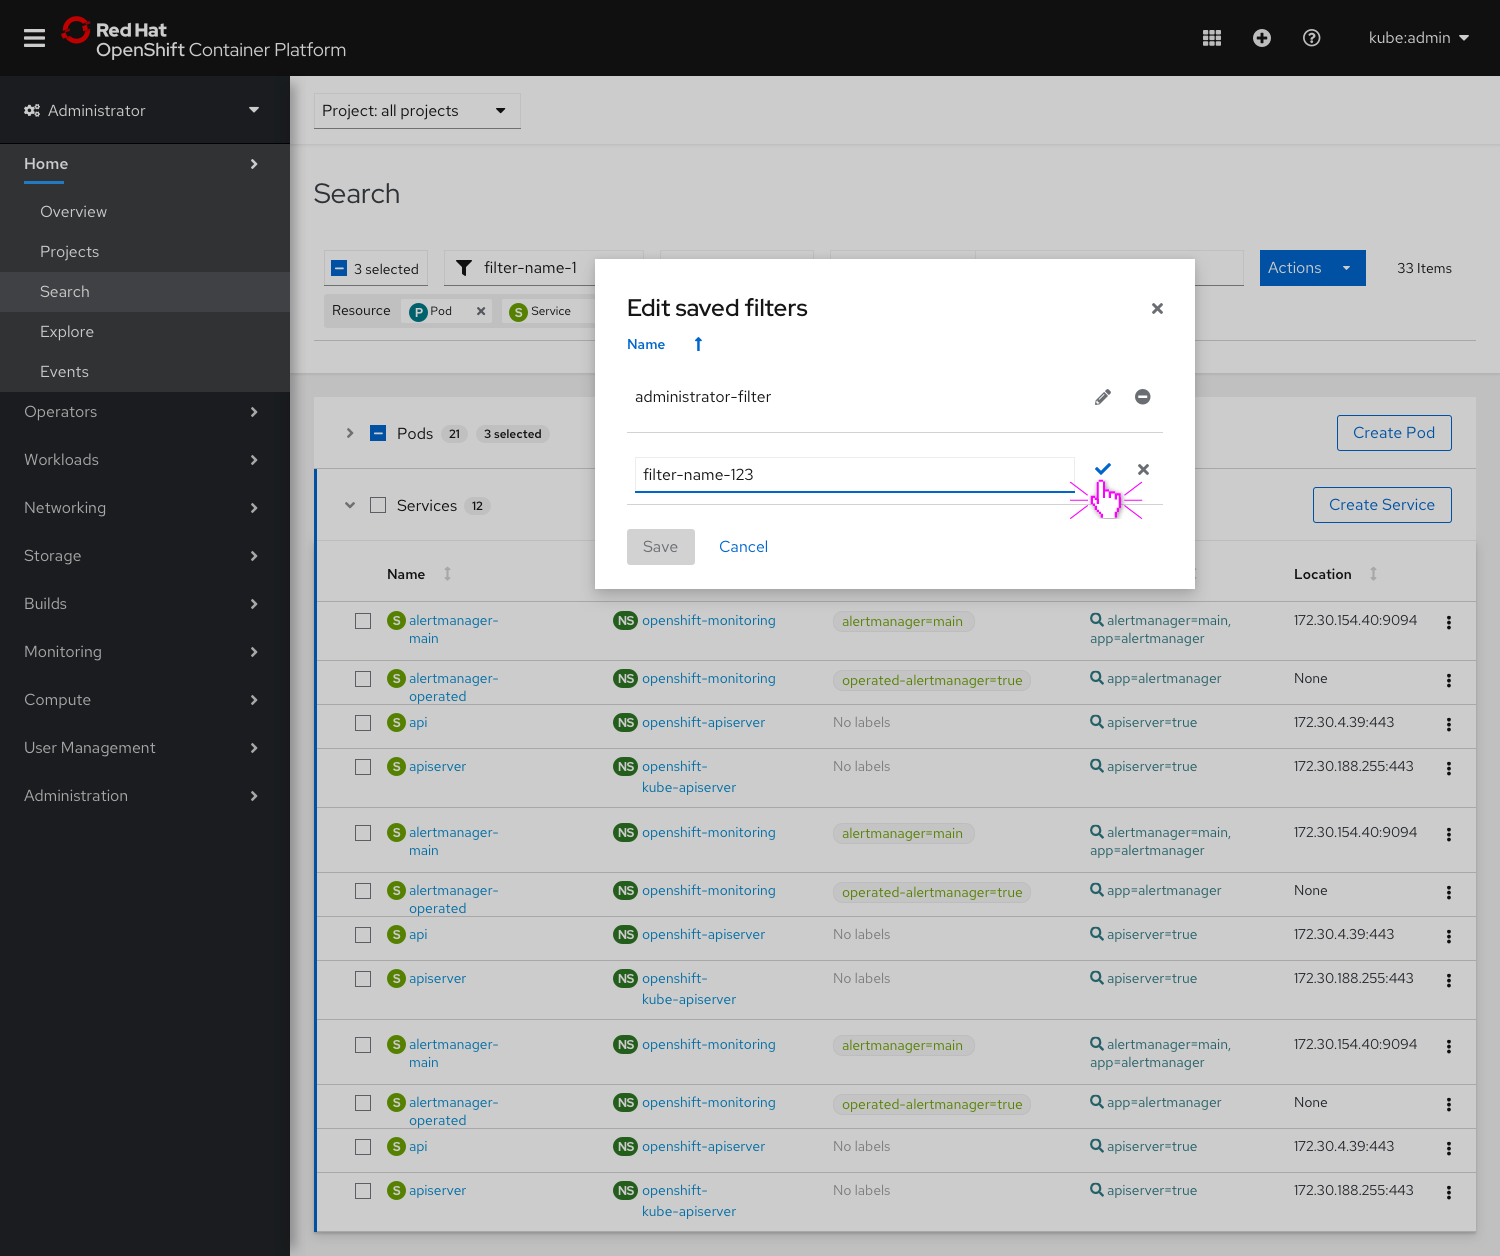 Red Hat
OpenShift Container Platform
kube:admin
Administrator
Project: all projects
Home
Overview
Projects
Search
Explore
Events
Operators
Workloads
Networking
Storage
Builds
Monitoring
Compute
User Management
Administration
Search
3 selected
filter-name-1
Actions
33 Items
Resource
P Pod
S Service
Edit saved filters
Name
administrator-filter
filter-name-123
Save Cancel
Pods 21 3 selected
Create Pod
Services 12
Create Service
Name
Location
S alertmanager-main NS openshift-monitoring alertmanager=main alertmanager=main, app=alertmanager 172.30.154.40:9094
S alertmanager-operated NS openshift-monitoring operated-alertmanager=true app=alertmanager None
S api NS openshift-apiserver No labels apiserver=true 172.30.4.39:443
S apiserver NS openshift-kube-apiserver No labels apiserver=true 172.30.188.255:443
S alertmanager-main NS openshift-monitoring alertmanager=main alertmanager=main, app=alertmanager 172.30.154.40:9094
S alertmanager-operated NS openshift-monitoring operated-alertmanager=true app=alertmanager None
S api NS openshift-apiserver No labels apiserver=true 172.30.4.39:443
S apiserver NS openshift-kube-apiserver No labels apiserver=true 172.30.188.255:443
S alertmanager-main NS openshift-monitoring alertmanager=main alertmanager=main, app=alertmanager 172.30.154.40:9094
S alertmanager-operated NS openshift-monitoring operated-alertmanager=true app=alertmanager None
S api NS openshift-apiserver No labels apiserver=true 172.30.4.39:443
S apiserver NS openshift-kube-apiserver No labels apiserver=true 172.30.188.255:443